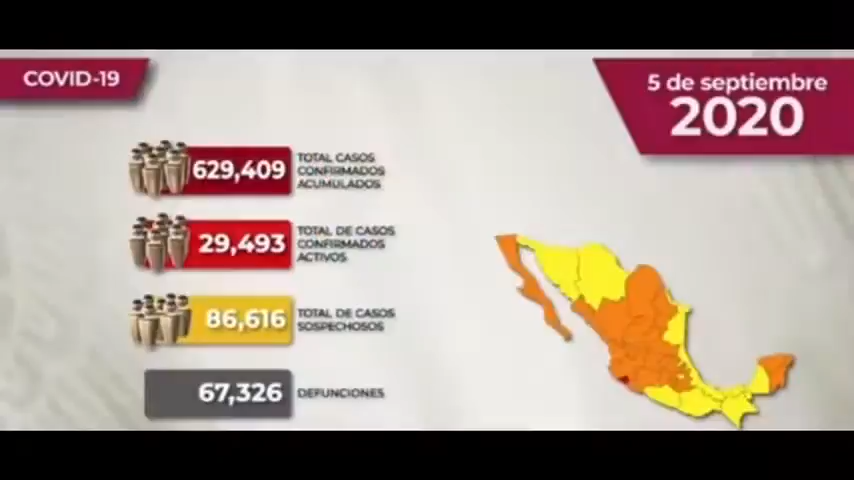 COVID-19
5 de septiembre
2020
629,409
TOTAL CASOS
CONFIRMADOS
ACUMULADOS
29,493
TOTAL DE CASOS
CONFIRMADOS
ACTIVOS
86,616
TOTAL DE CASOS
SOSPECHOSOS
67,326
DEFUNCIONES